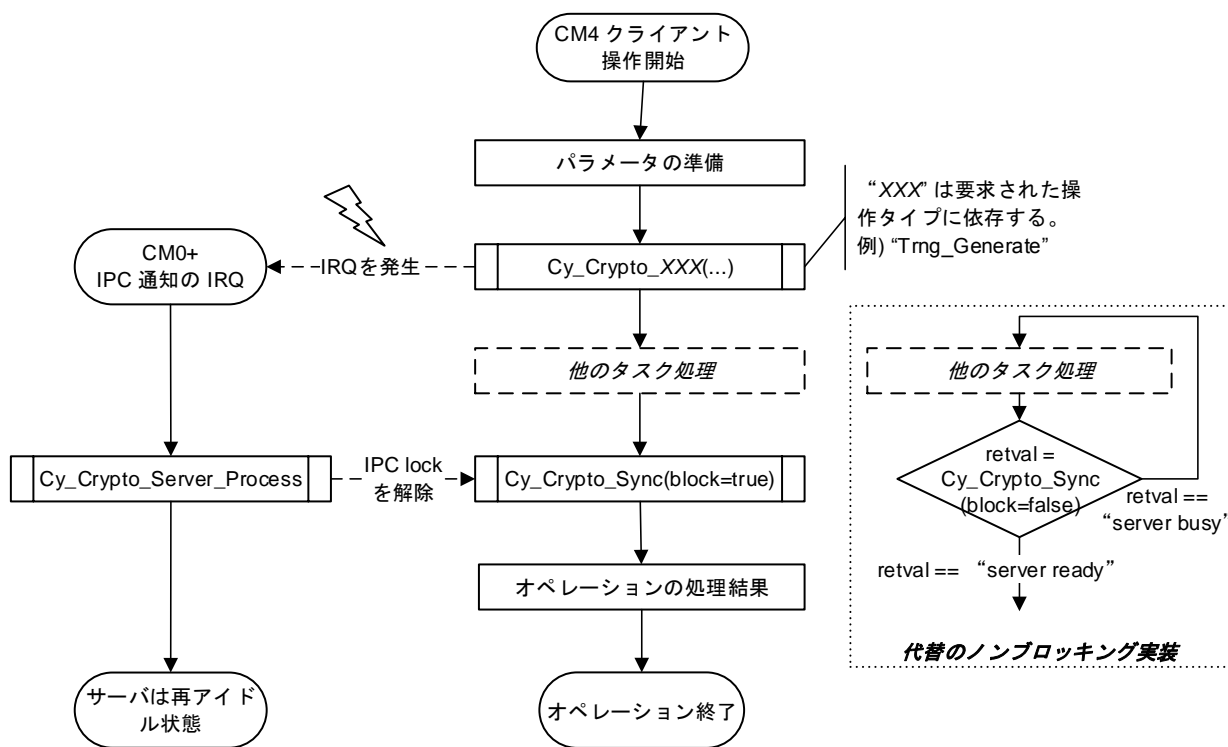 CM4 クライアント
操作開始
パラメータの準備
“XXX” は要求された操
作タイプに依存する。
例) “Trng_Generate”
CM0+
IPC 通知の IRQ
IRQを発生
Cy_Crypto_XXX(...)
他のタスク処理
他のタスク処理
Cy_Crypto_Server_Process
IPC lock
を解除
Cy_Crypto_Sync(block=true)
retval =
Cy_Crypto_Sync
(block=false)
retval ==
“server busy”
retval == “server ready”
オペレーションの処理結果
代替のノンブロッキング実装
サーバは再アイド
ル状態
オペレーション終了